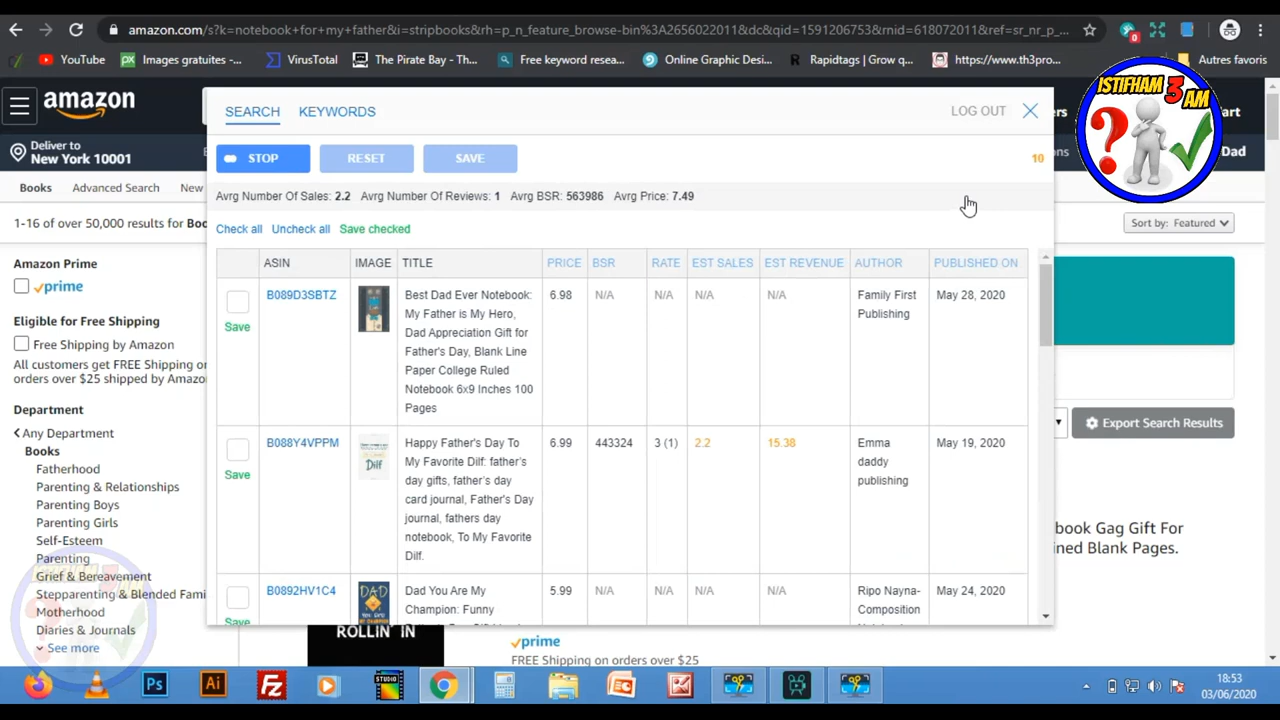 amazon.com/s?k=notebook+for+my+father&i=stripbooks&rh=p_n_feature_browse-bin%3A2656022011&dc&qid=1591206753&rnid=618072011&ref=sr_nr_p_...
YouTube
Images gratuites -...
VirusTotal
The Pirate Bay - Th...
Free keyword resea...
Online Graphic Desi...
Rapidtags | Grow q...
https://www.th3pro...
Autres favoris
amazon
SEARCH
KEYWORDS
LOG OUT
ISTIFHAM
3
AM
Deliver to
New York 10001
STOP
RESET
SAVE
10
Dad
Books
Advanced Search
New
Avrg Number Of Sales: 2.2
Avrg Number Of Reviews: 1
Avrg BSR: 563986
Avrg Price: 7.49
1-16 of over 50,000 results for
Sort by: Featured
Check all
Uncheck all
Save checked
Amazon Prime
prime
Eligible for Free Shipping
Free Shipping by Amazon
All customers get FREE Shipping
orders over $25 shipped by
Department
Any Department
Books
Fatherhood
Parenting & Relationships
Parenting Boys
Parenting Girls
Self-Esteem
Parenting
Grief & Bereavement
Stepparenting & Blended
Motherhood
Diaries & Journals
See more
ASIN
IMAGE
TITLE
PRICE
BSR
RATE
EST SALES
EST REVENUE
AUTHOR
PUBLISHED ON
Save
B089D3SBTZ
Best Dad Ever Notebook:
My Father is My Hero,
Dad Appreciation Gift for
Father's Day, Blank Line
Paper College Ruled
Notebook 6x9 Inches 100
Pages
6.98
N/A
N/A
N/A
N/A
Family First
Publishing
May 28, 2020
Save
B088Y4VPPM
Dilf
Happy Father's Day To
My Favorite Dilf: father's
day gifts, father's day
card journal, Father's Day
journal, fathers day
notebook, To My Favorite
Dilf.
6.99
443324
3 (1)
2.2
15.38
Emma
daddy
publishing
May 19, 2020
Save
B0892HV1C4
DAD
Dad You Are My
Champion: Funny
5.99
N/A
N/A
N/A
N/A
Ripo Nayna-
Composition
May 24, 2020
Export Search Results
book Gag Gift For
ined Blank Pages.
ROLLIN' IN
prime
FREE Shipping on orders over $25
Ps
Ai
Fz
STUDIO
18:53
03/06/2020